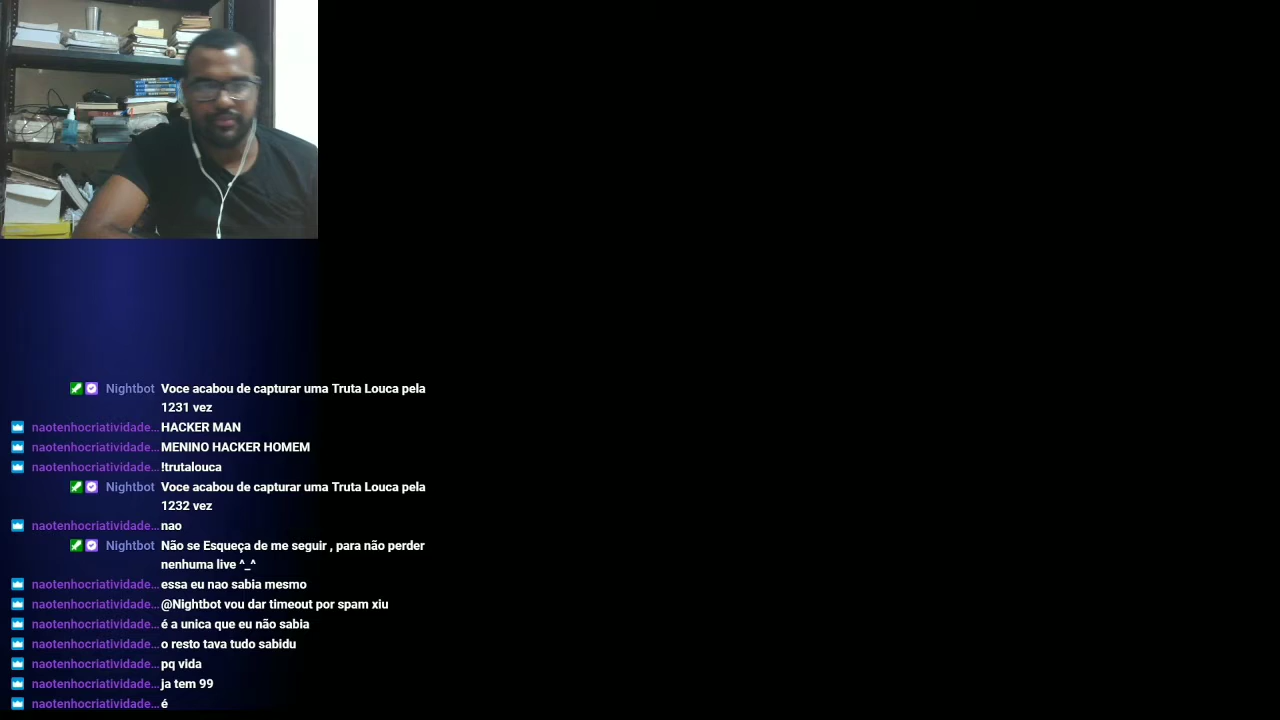 Nightbot Voce acabou de capturar uma Truta Louca pela
1231 vez
naotenhocriatividade... HACKER MAN
naotenhocriatividade... MENINO HACKER HOMEM
naotenhocriatividade... !trutalouca
Nightbot Voce acabou de capturar uma Truta Louca pela
1232 vez
naotenhocriatividade... nao
Nightbot Não se Esqueça de me seguir , para não perder
nenhuma live ^_^
naotenhocriatividade... essa eu nao sabia mesmo
naotenhocriatividade... @Nightbot vou dar timeout por spam xiu
naotenhocriatividade... é a unica que eu não sabia
naotenhocriatividade... o resto tava tudo sabidu
naotenhocriatividade... pq vida
naotenhocriatividade... ja tem 99
naotenhocriatividade... é